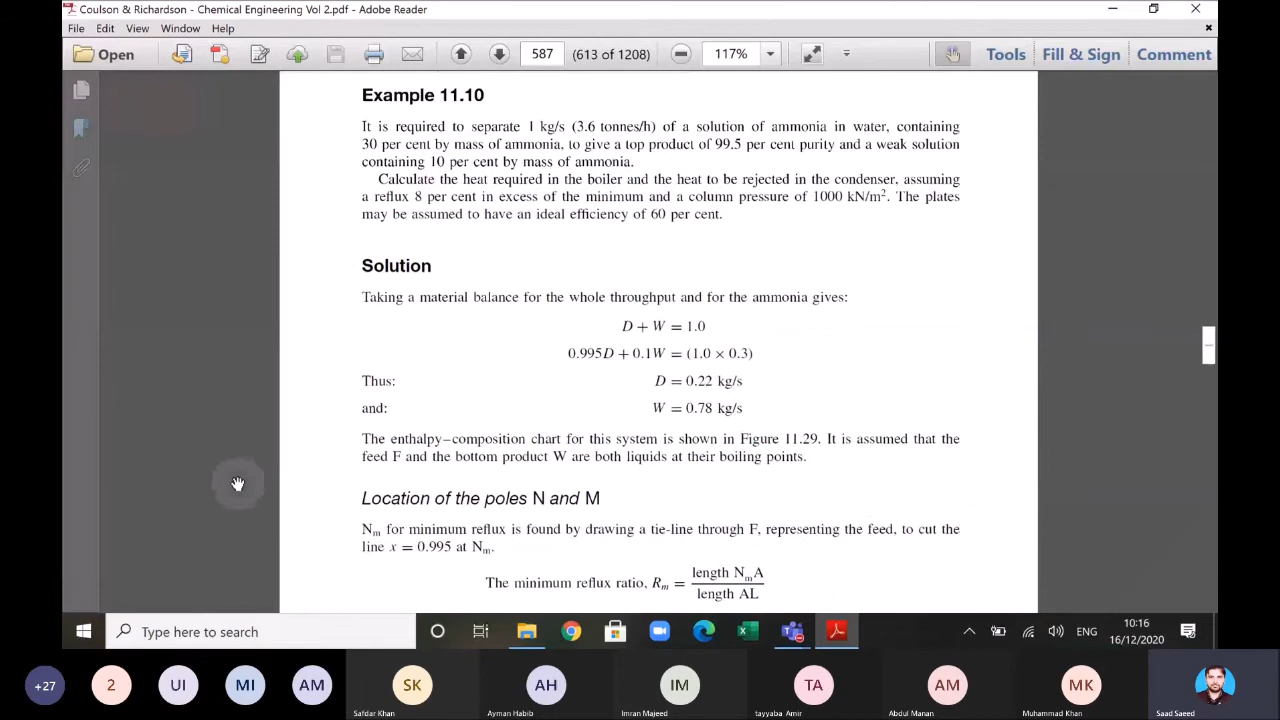 Coulson & Richardson - Chemical Engineering Vol 2.pdf - Adobe Reader
File Edit View Window Help
Open 587 (613 of 1208) 117% Tools Fill & Sign Comment
Example 11.10
It is required to separate 1 kg/s (3.6 tonnes/h) of a solution of ammonia in water, containing
30 per cent by mass of ammonia, to give a top product of 99.5 per cent purity and a weak solution
containing 10 per cent by mass of ammonia.
Calculate the heat required in the boiler and the heat to be rejected in the condenser, assuming
a reflux 8 per cent in excess of the minimum and a column pressure of 1000 kN/m². The plates
may be assumed to have an ideal efficiency of 60 per cent.
Solution
Taking a material balance for the whole throughput and for the ammonia gives:
D + W = 1.0
0.995D + 0.1W = (1.0 × 0.3)
Thus: D = 0.22 kg/s
and: W = 0.78 kg/s
The enthalpy–composition chart for this system is shown in Figure 11.29. It is assumed that the
feed F and the bottom product W are both liquids at their boiling points.
Location of the poles N and M
Nm for minimum reflux is found by drawing a tie-line through F, representing the feed, to cut the
line x = 0.995 at Nm.
The minimum reflux ratio, Rm = length NmA / length AL
Type here to search
ENG
10:16
16/12/2020
+27 2 UI MI AM SK AH IM TA AM MK
Safdar Khan Ayman Habib Imran Majeed tayyaba Amir Abdul Manan Muhammad Khan Saad Saeed